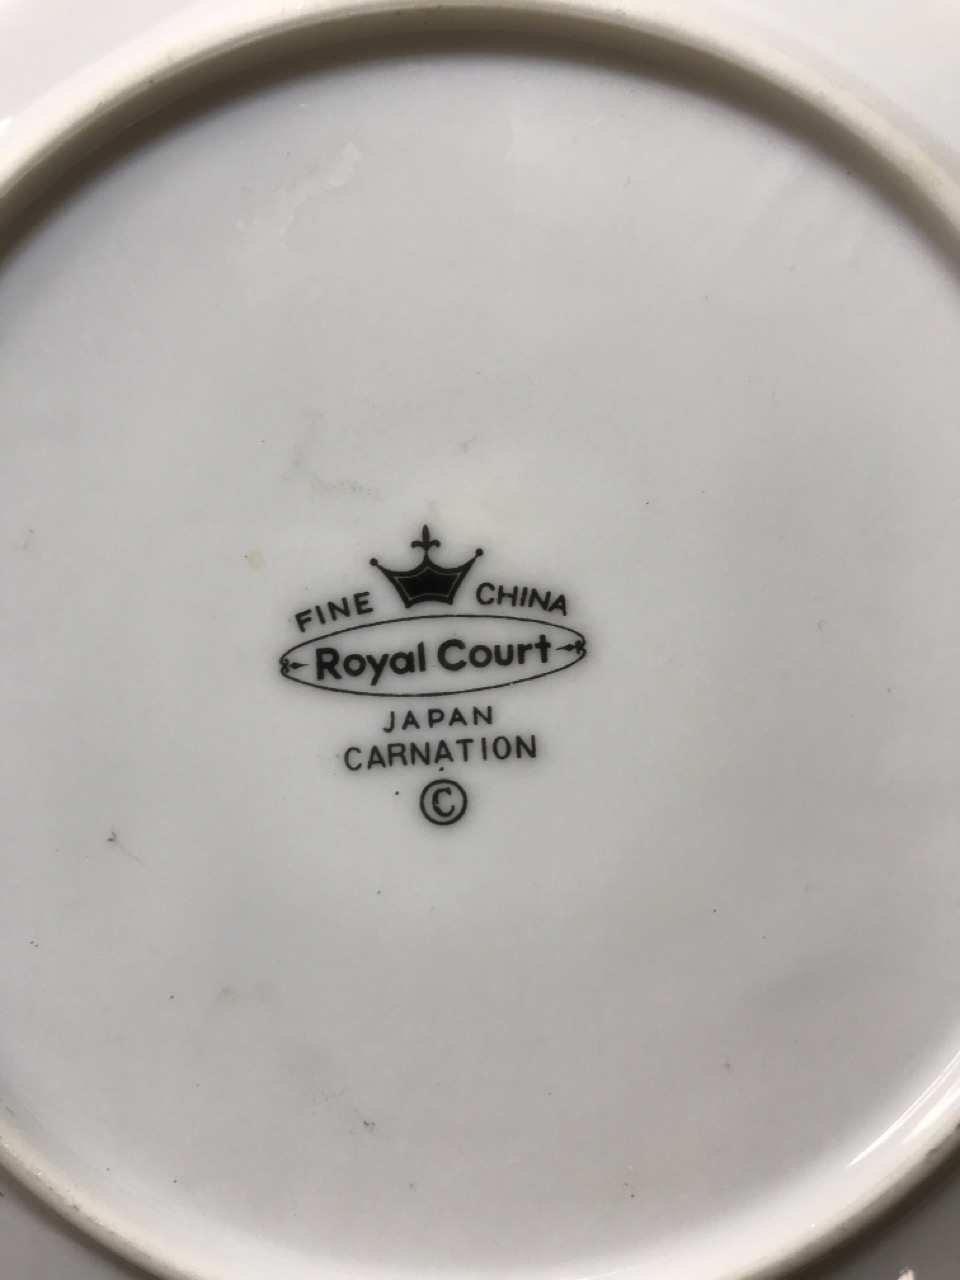 FINE CHINA
Royal Court
JAPAN
CARNATION
©